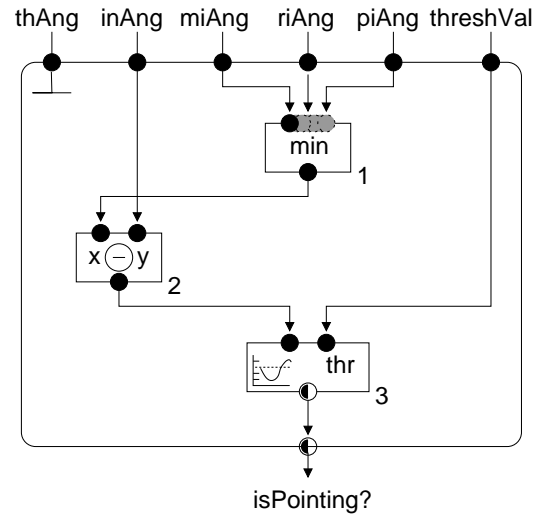 thAng inAng miAng riAng piAng threshVal
min
1
x − y
2
thr
3
isPointing?